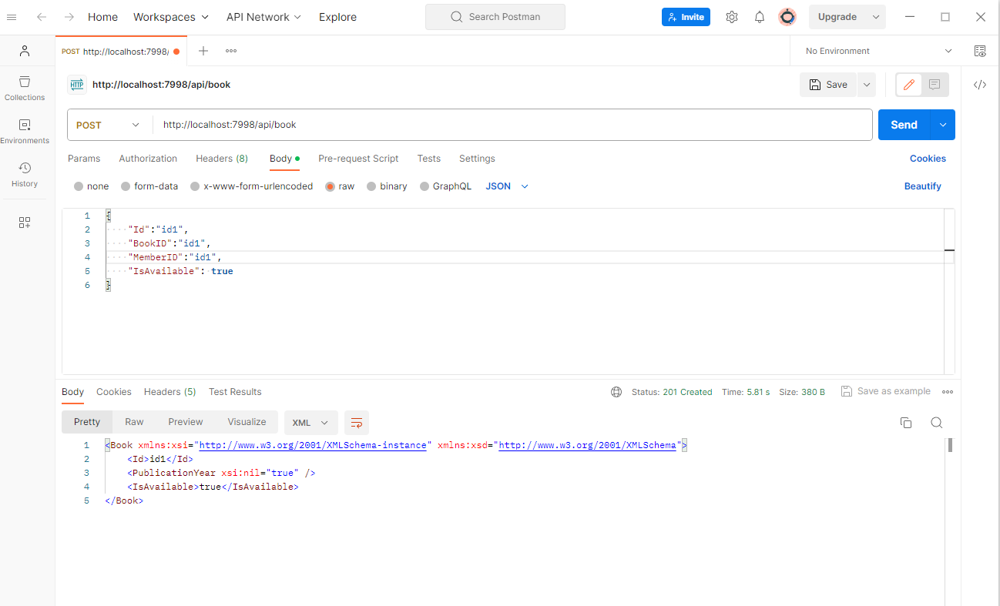 Home Workspaces API Network Explore Search Postman Invite Upgrade
POST http://localhost:7998/ No Environment
HTTP http://localhost:7998/api/book Save
Collections
Environments
History
POST http://localhost:7998/api/book Send
Params Authorization Headers (8) Body Pre-request Script Tests Settings Cookies
none form-data x-www-form-urlencoded raw binary GraphQL JSON Beautify
1 {
2 "Id":"id1",
3 "BookID":"id1",
4 "MemberID":"id1",
5 "IsAvailable": true
6 }
Body Cookies Headers (5) Test Results Status: 201 Created Time: 5.81 s Size: 380 B Save as example
Pretty Raw Preview Visualize XML
1 <Book xmlns:xsi="http://www.w3.org/2001/XMLSchema-instance" xmlns:xsd="http://www.w3.org/2001/XMLSchema">
2 <Id>id1</Id>
3 <PublicationYear xsi:nil="true" />
4 <IsAvailable>true</IsAvailable>
5 </Book>